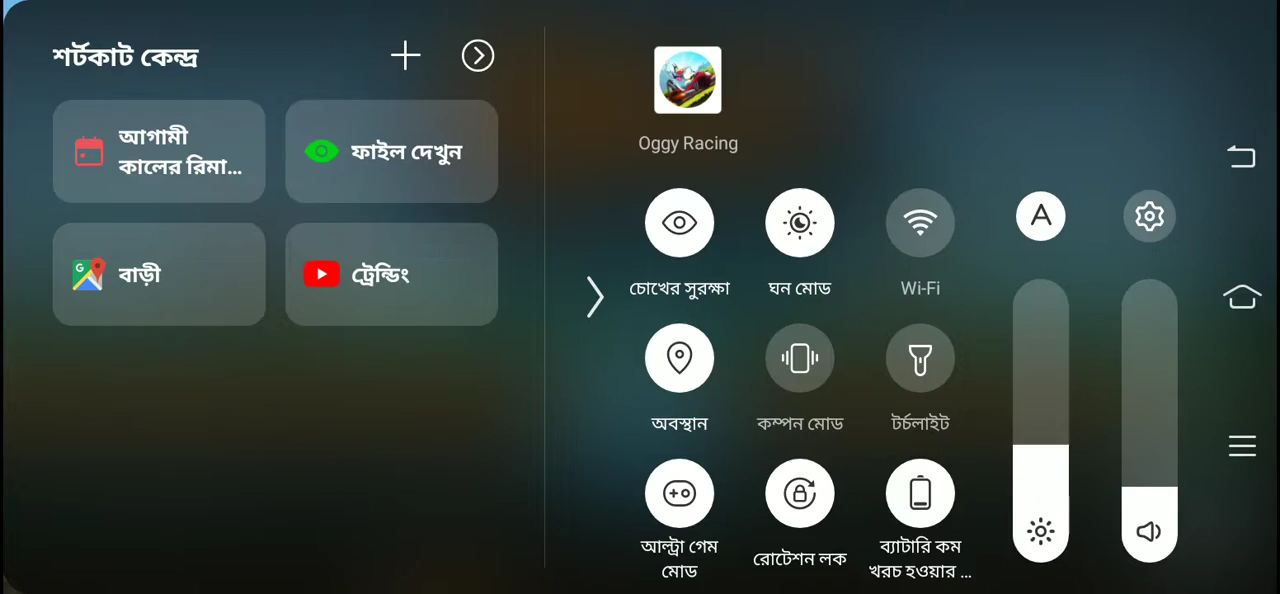 শর্টকাট কেন্দ্র
আগামী
কালের রিমা...
ফাইল দেখুন
বাড়ী
ট্রেন্ডিং
Oggy Racing
চোখের সুরক্ষা
ঘন মোড
Wi-Fi
A
অবস্থান
কম্পন মোড
টর্চলাইট
আল্ট্রা গেম
মোড
রোটেশন লক
ব্যাটারি কম
খরচ হওয়ার ...